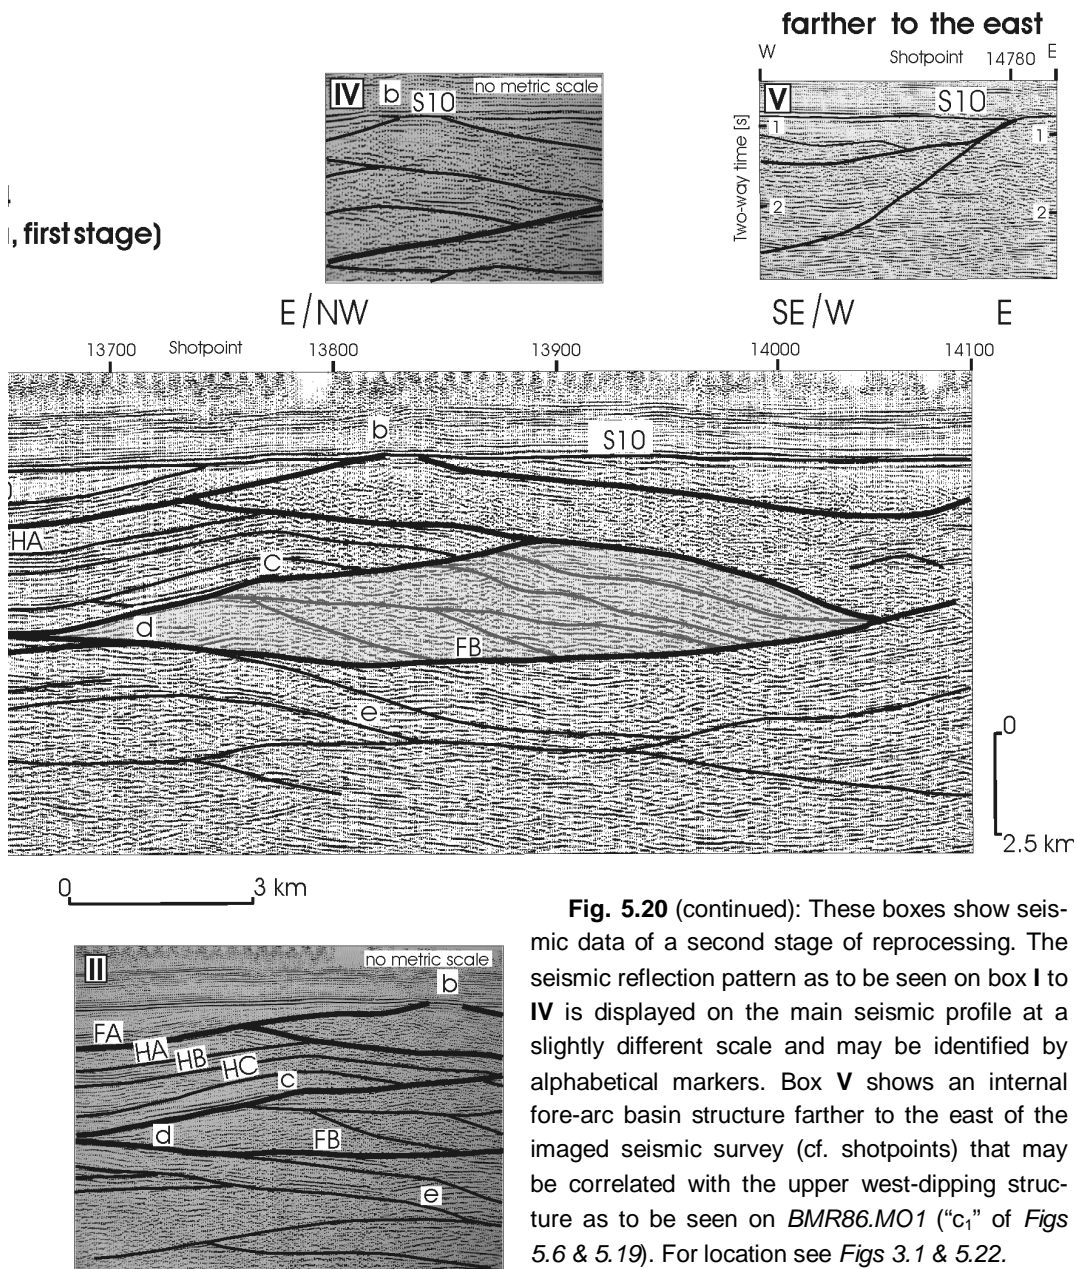 farther to the east
W Shotpoint 14780 E
IV b S10 no metric scale
V S10
1 1
Two-way time [s]
2 2
, first stage)
E / NW SE / W E
13700 Shotpoint 13800 13900 14000 14100
b S10
HA
c
d
FB
e
0
2.5 km
0 3 km
II no metric scale
b
FA HA HB HC
c
d FB
e
Fig. 5.20 (continued): These boxes show seis-
mic data of a second stage of reprocessing. The
seismic reflection pattern as to be seen on box I to
IV is displayed on the main seismic profile at a
slightly different scale and may be identified by
alphabetical markers. Box V shows an internal
fore-arc basin structure farther to the east of the
imaged seismic survey (cf. shotpoints) that may
be correlated with the upper west-dipping struc-
ture as to be seen on BMR86.MO1 (“c₁” of Figs
5.6 & 5.19). For location see Figs 3.1 & 5.22.